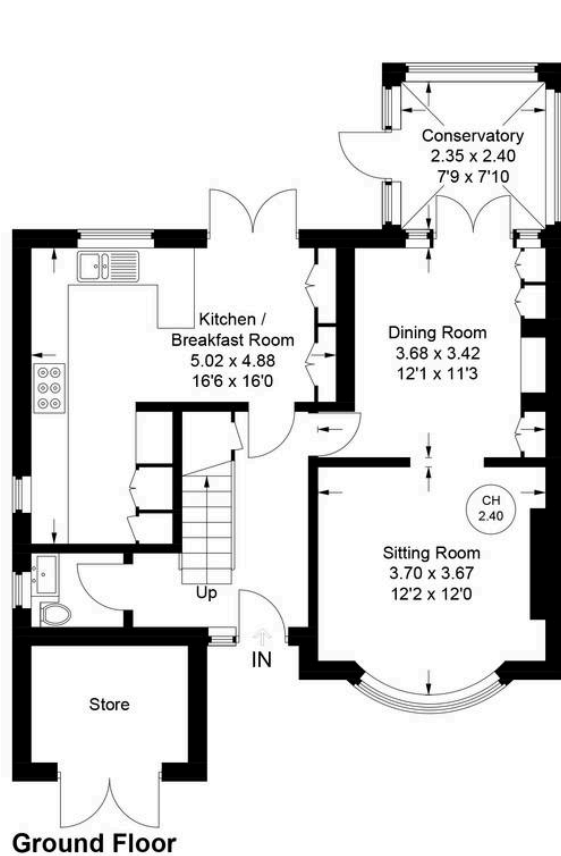 Conservatory
2.35 x 2.40
7'9 x 7'10
Kitchen /
Breakfast Room
5.02 x 4.88
16'6 x 16'0
Dining Room
3.68 x 3.42
12'1 x 11'3
CH
2.40
Sitting Room
3.70 x 3.67
12'2 x 12'0
Up
IN
Store
Ground Floor